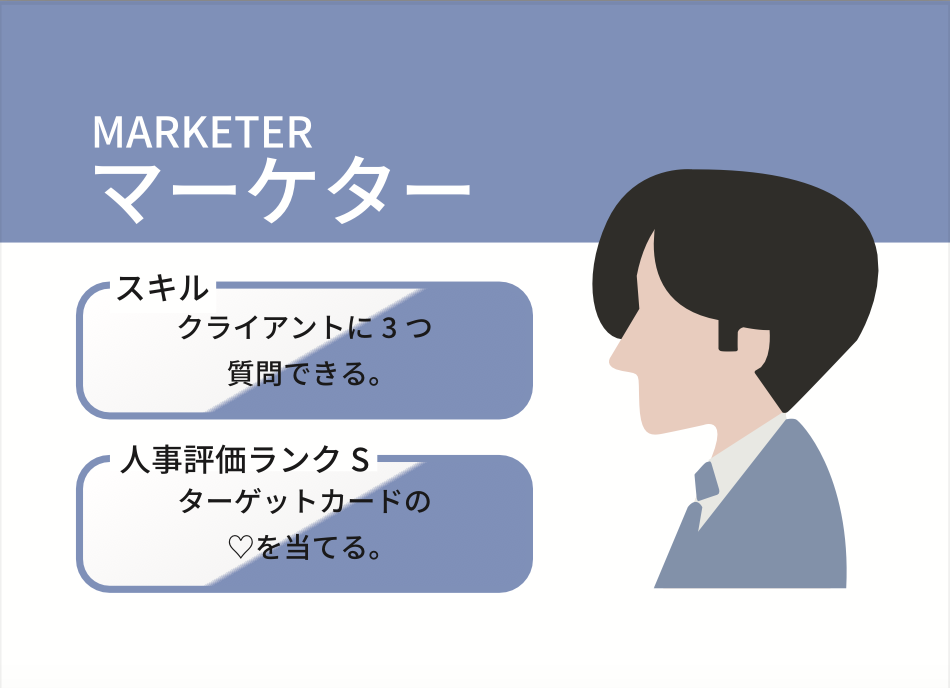 MARKETER
マーケター
スキル
クライアントに 3 つ
質問できる。
人事評価ランク S
ターゲットカードの
♡を当てる。